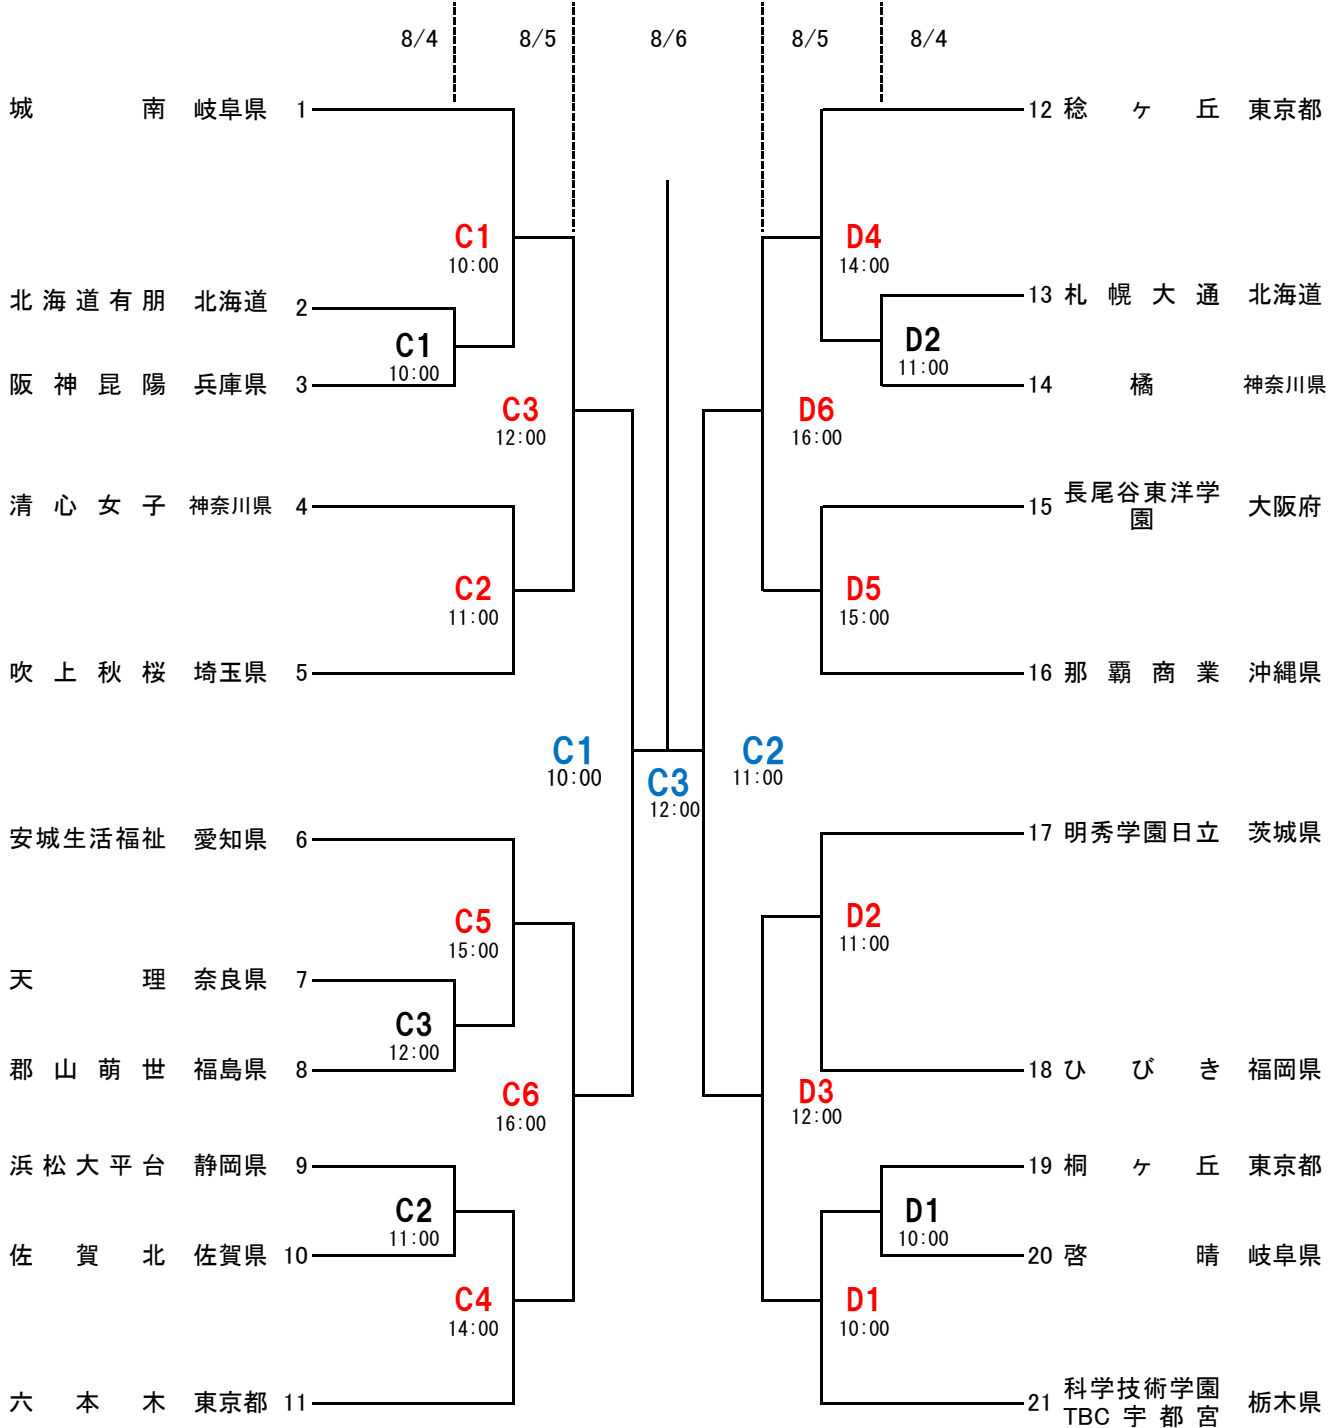 8/4 8/5 8/6 8/5 8/4
城南 岐阜県 1
C1
10:00
北海道有朋 北海道 2
C1
10:00
阪神昆陽 兵庫県 3
C3
12:00
清心女子 神奈川県 4
C2
11:00
吹上秋桜 埼玉県 5
C1
10:00
安城生活福祉 愛知県 6
C5
15:00
天理 奈良県 7
C3
12:00
郡山萌世 福島県 8
C6
16:00
浜松大平台 静岡県 9
C2
11:00
佐賀北 佐賀県 10
C4
14:00
六本木 東京都 11
C3
12:00
12 稔ヶ丘 東京都
D4
14:00
13 札幌大通 北海道
D2
11:00
14 橘 神奈川県
D6
16:00
15 長尾谷東洋学
園 大阪府
D5
15:00
16 那覇商業 沖縄県
C2
11:00
17 明秀学園日立 茨城県
D2
11:00
18 ひびき 福岡県
D3
12:00
19 桐ヶ丘 東京都
D1
10:00
20 啓晴 岐阜県
D1
10:00
21 科学技術学園
TBC宇都宮 栃木県